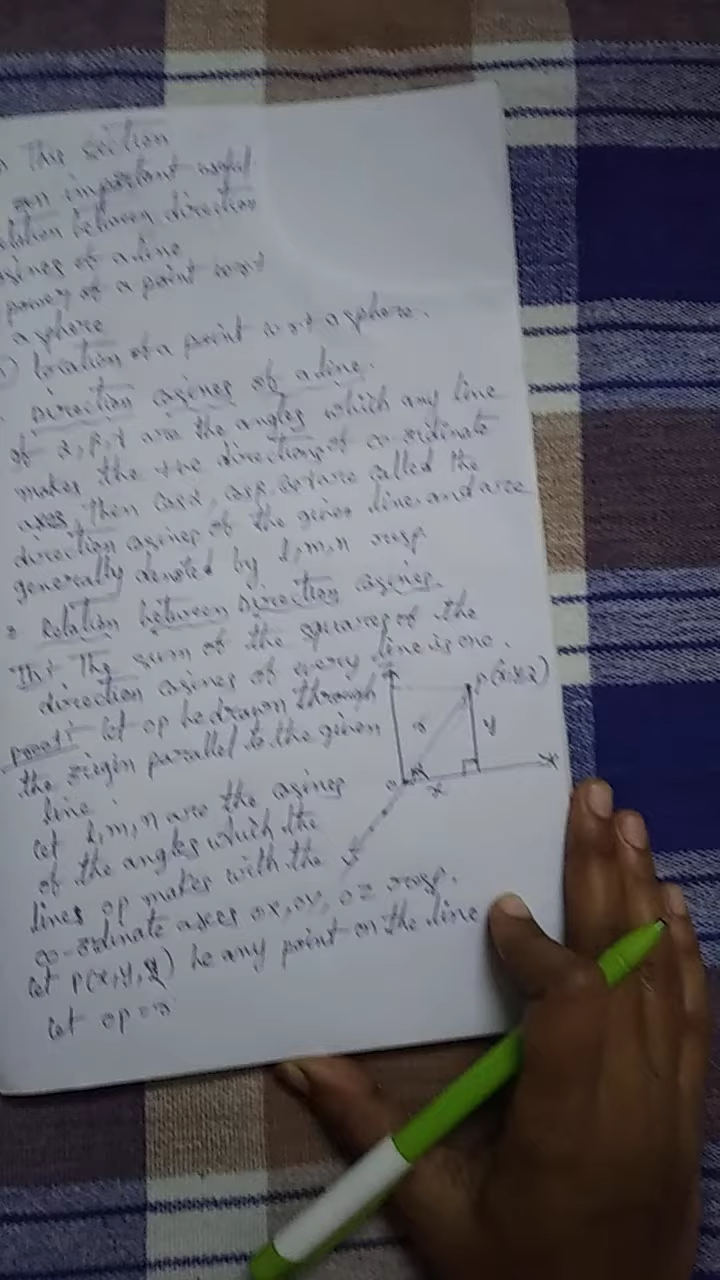 This section
an important useful
relation between direction
cosines of a line
power of a point w.r.t
a sphere
location of a point w.r.t a sphere.
Direction cosines of a line.
If α, β, γ are the angles which any line
makes the +ve directions of co-ordinate
axes, then cosα, cosβ, cosγ are called the
direction cosines of the given line and are
generally denoted by l, m, n resp
Relation between Direction cosines.
Th: The sum of the squares of the
direction cosines of every line is one.
proof:- Let op be drawn through
the origin parallel to the given
line.
Let l, m, n are the cosines
of the angles which the
lines op makes with the
co-ordinate axes ox, oy, oz resp.
Let P(x, y, z) be any point on the line
Let op = r
P(x,y,z)
r
y
o
x
x